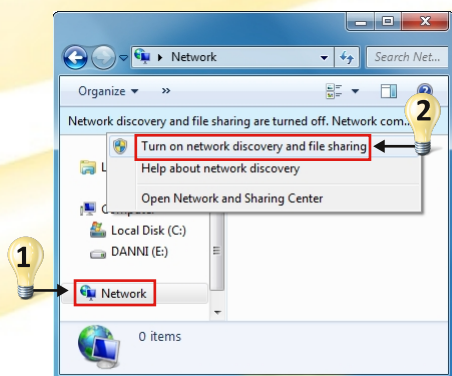 Network
Search Net...
Organize
»
Network discovery and file sharing are turned off. Network com...
2
Turn on network discovery and file sharing
Help about network discovery
Open Network and Sharing Center
Local Disk (C:)
DANNI (E:)
1
Network
0 items